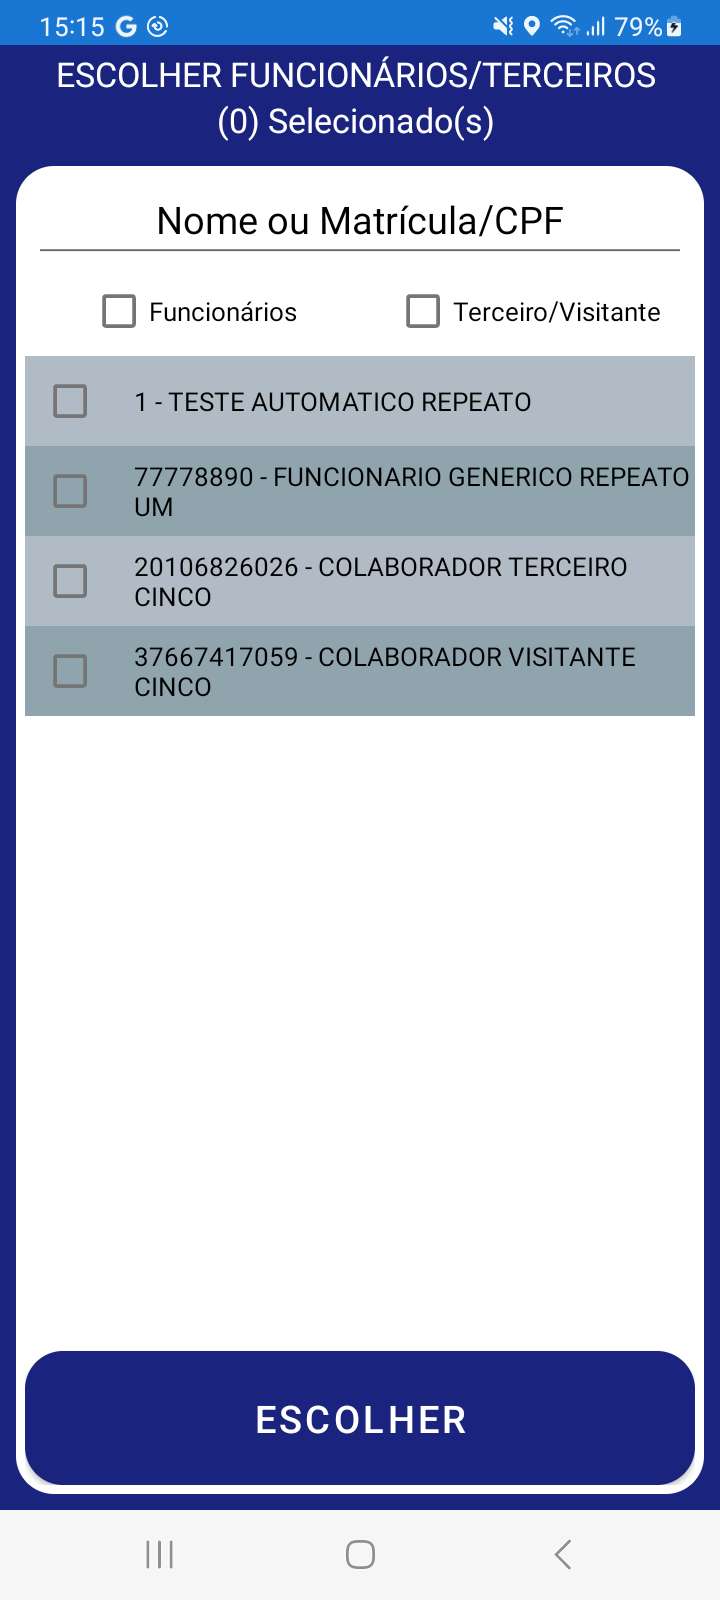 15:15 79%
ESCOLHER FUNCIONÁRIOS/TERCEIROS
(0) Selecionado(s)
Nome ou Matrícula/CPF
Funcionários Terceiro/Visitante
1 - TESTE AUTOMATICO REPEATO
77778890 - FUNCIONARIO GENERICO REPEATO
UM
20106826026 - COLABORADOR TERCEIRO
CINCO
37667417059 - COLABORADOR VISITANTE
CINCO
ESCOLHER